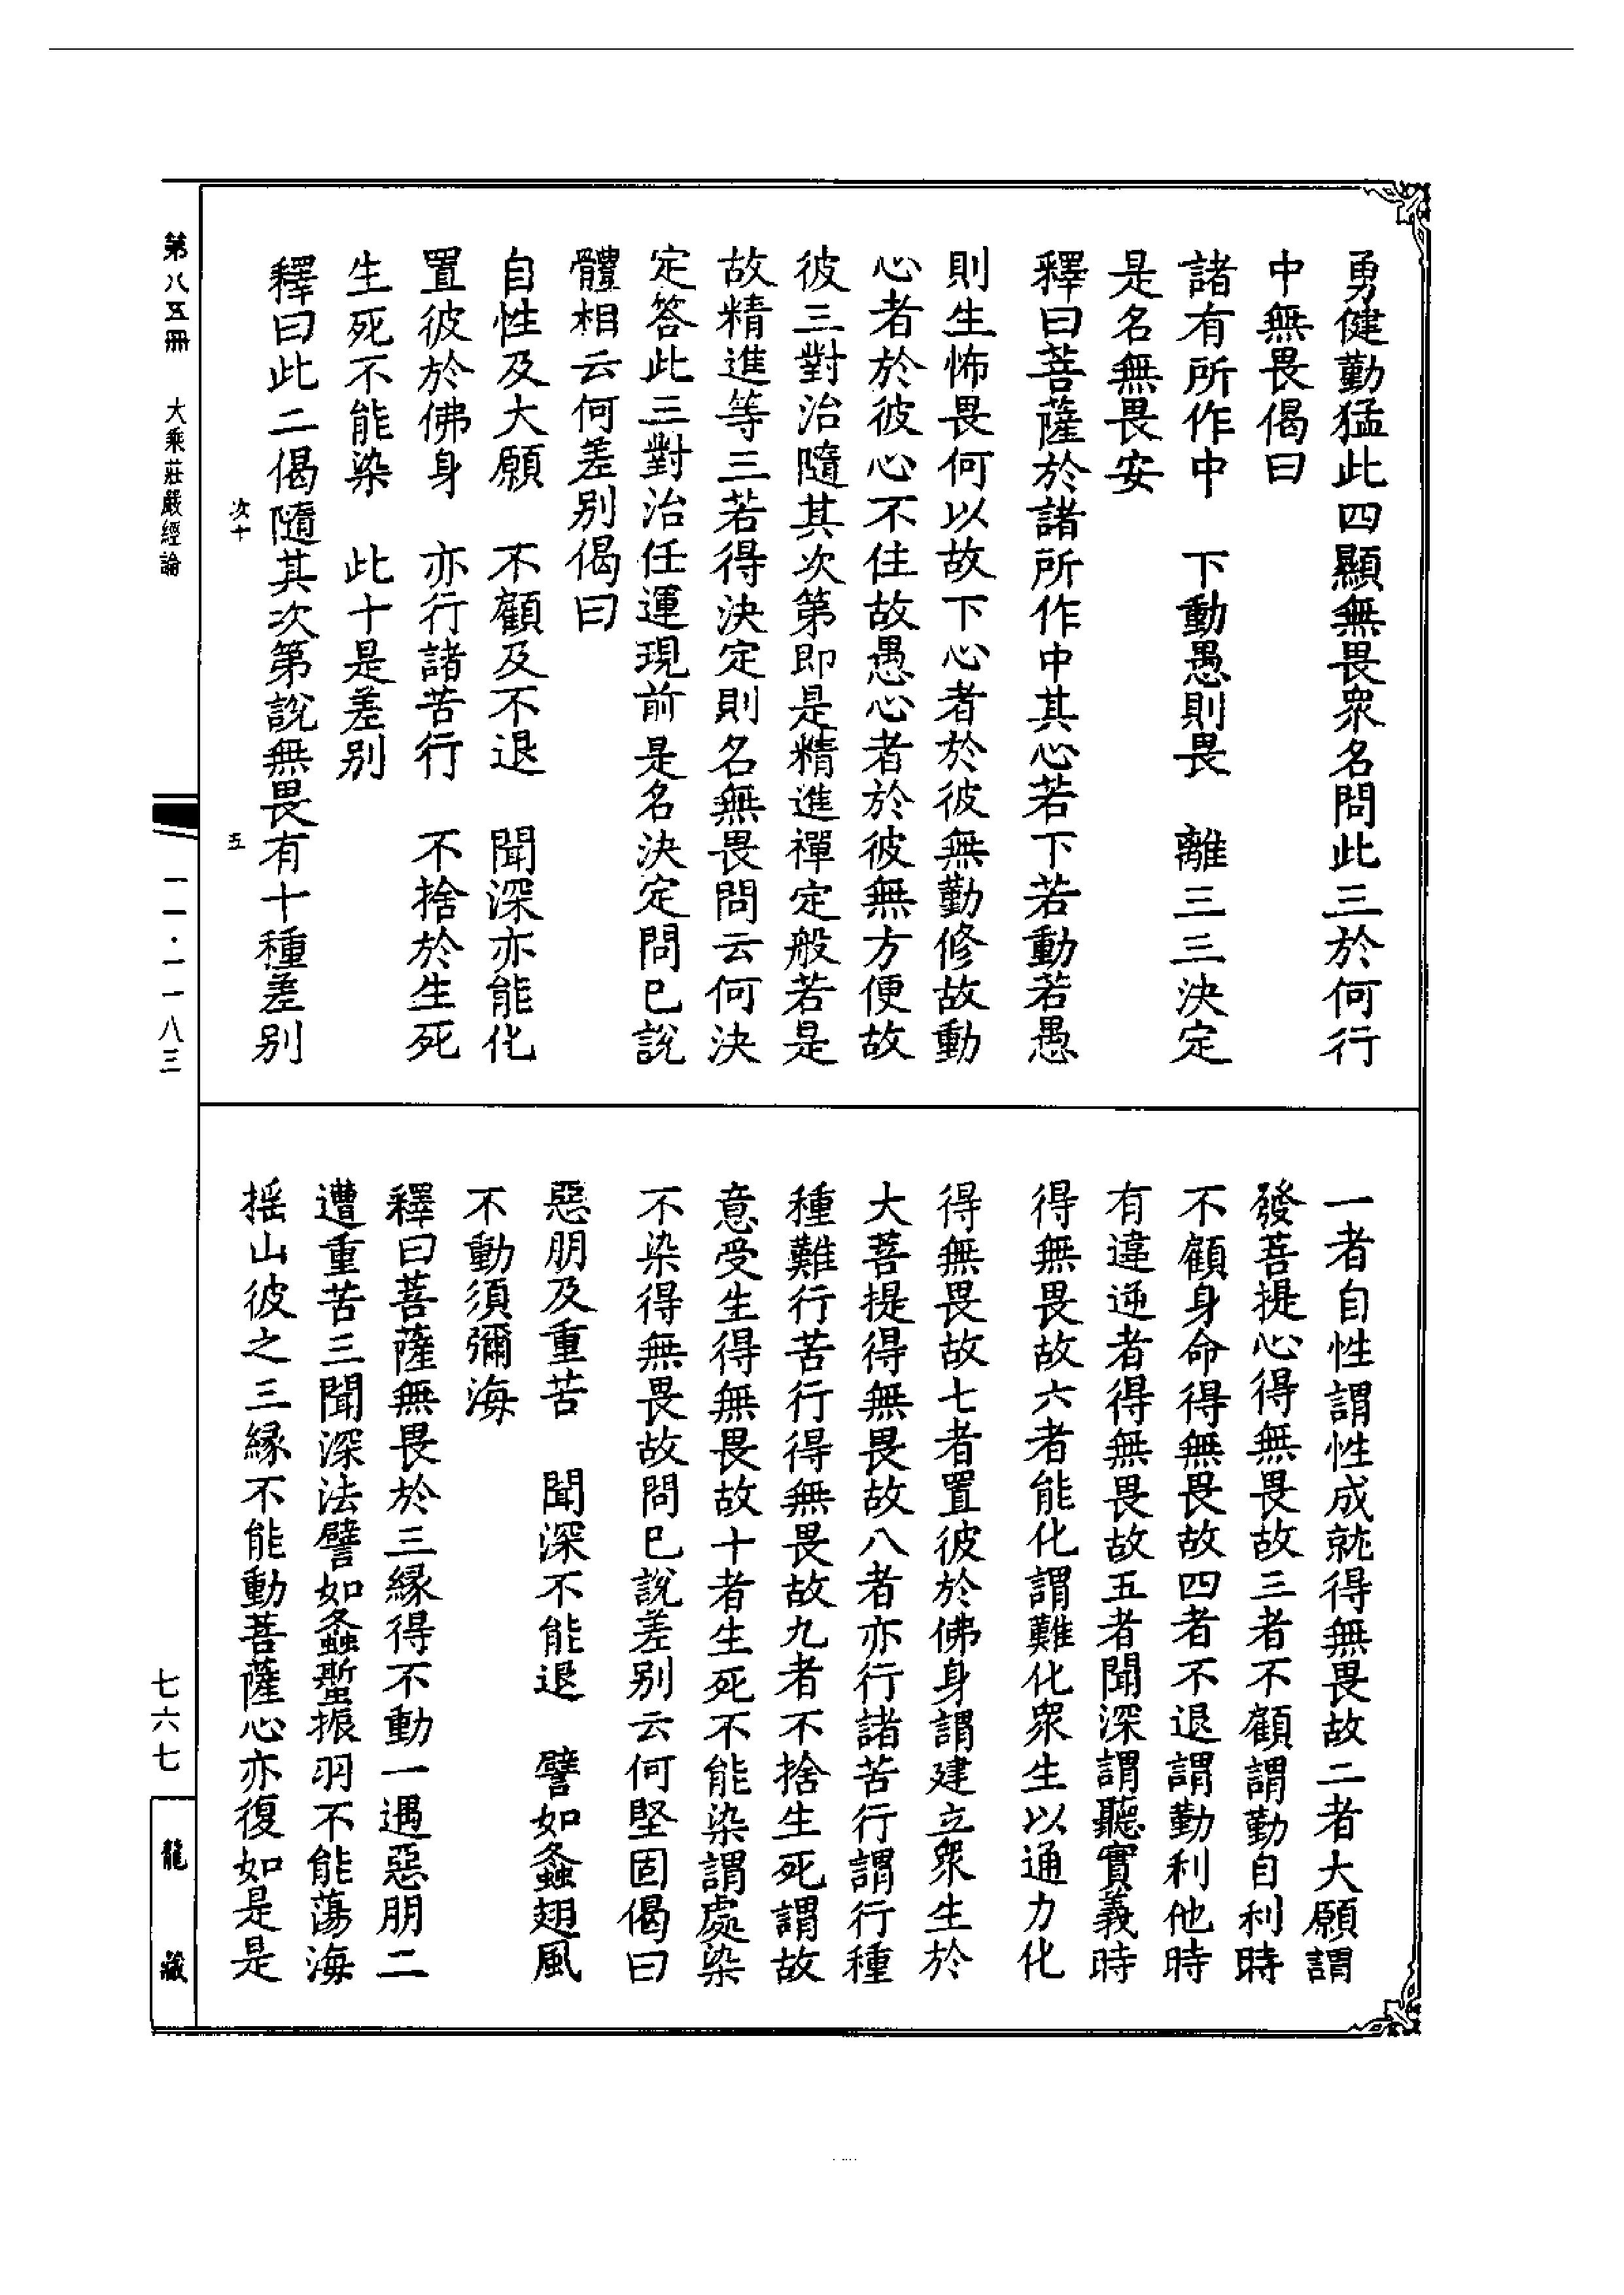 勇健勤猛此四顯無畏衆名問此三於何行
中無畏偈曰
諸有所作中　下動愚則畏　離三三決定
是名無畏安
釋曰菩薩於諸所作中其心若下若動若愚
則生怖畏何以故下心者於彼無勤修故動
心者於彼心不住故愚心者於彼無方便故
彼三對治隨其次第即是精進禪定般若是
故精進等三若得決定則名無畏問云何決
定答此三對治任運現前是名決定問已說
體相云何差别偈曰
自性及大願　不顧及不退　聞深亦能化
置彼於佛身　亦行諸苦行　不捨於生死
生死不能染　此十是差别
釋曰此二偈隨其次第說無畏有十種差别
一者自性謂性成就得無畏故二者大願謂
發菩提心得無畏故三者不顧謂勤自利時
不顧身命得無畏故四者不退謂勤利他時
有違逆者得無畏故五者聞深謂聽實義時
得無畏故六者能化謂難化衆生以通力化
得無畏故七者置彼於佛身謂建立衆生於
大菩提得無畏故八者亦行諸苦行謂行種
種難行苦行得無畏故九者不捨生死謂故
意受生得無畏故十者生死不能染謂處染
不染得無畏故問已說差别云何堅固偈曰
惡朋及重苦　聞深不能退　譬如螽翅風
不動須彌海
釋曰菩薩無畏於三緣得不動一遇惡朋二
遭重苦三聞深法譬如螽蜤振羽不能蕩海
摇山彼之三緣不能動菩薩心亦復如是是
第八五冊　大乘莊嚴經論
次十
五
一一·一一八三
七六七
龍藏